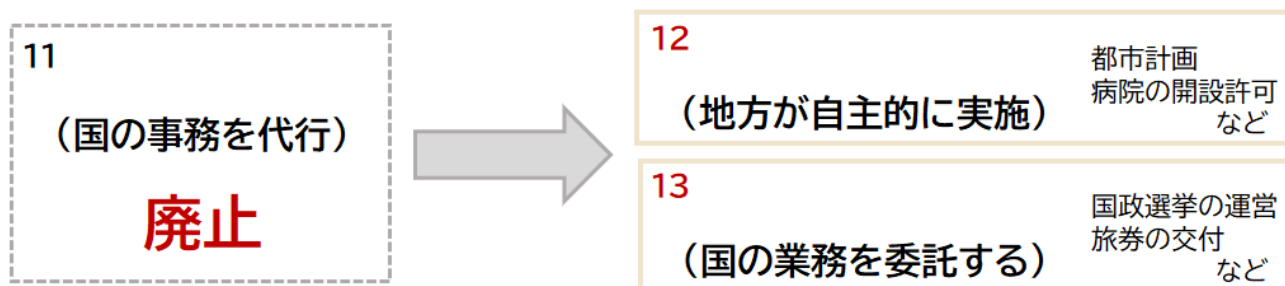 11
(国の事務を代行)
廃止
12
(地方が自主的に実施)
都市計画
病院の開設許可
など
13
(国の業務を委託する)
国政選挙の運営
旅券の交付
など